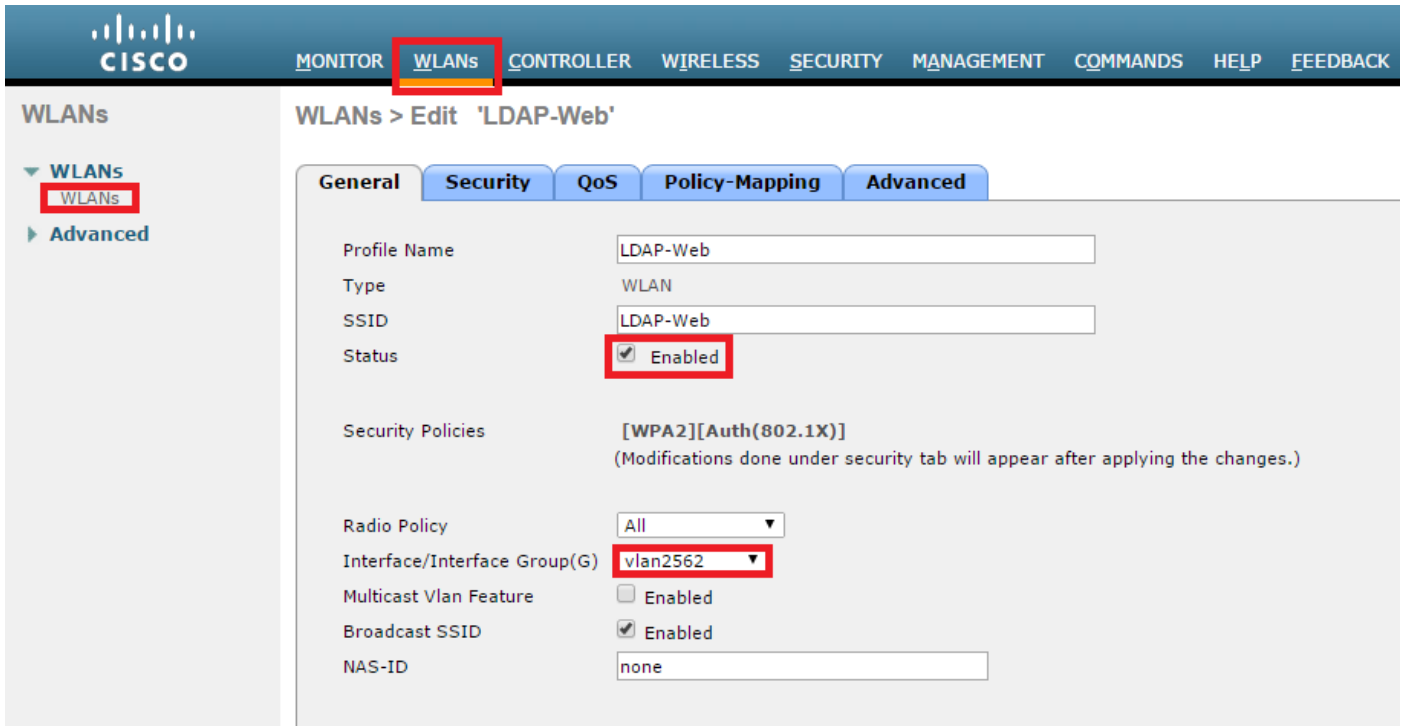 CISCO
MONITOR WLANs CONTROLLER WIRELESS SECURITY MANAGEMENT COMMANDS HELP FEEDBACK
WLANs
WLANs > Edit 'LDAP-Web'
WLANs
WLANs
Advanced
General Security QoS Policy-Mapping Advanced
Profile Name LDAP-Web
Type WLAN
SSID LDAP-Web
Status Enabled
Security Policies [WPA2][Auth(802.1X)]
(Modifications done under security tab will appear after applying the changes.)
Radio Policy All
Interface/Interface Group(G) vlan2562
Multicast Vlan Feature Enabled
Broadcast SSID Enabled
NAS-ID none